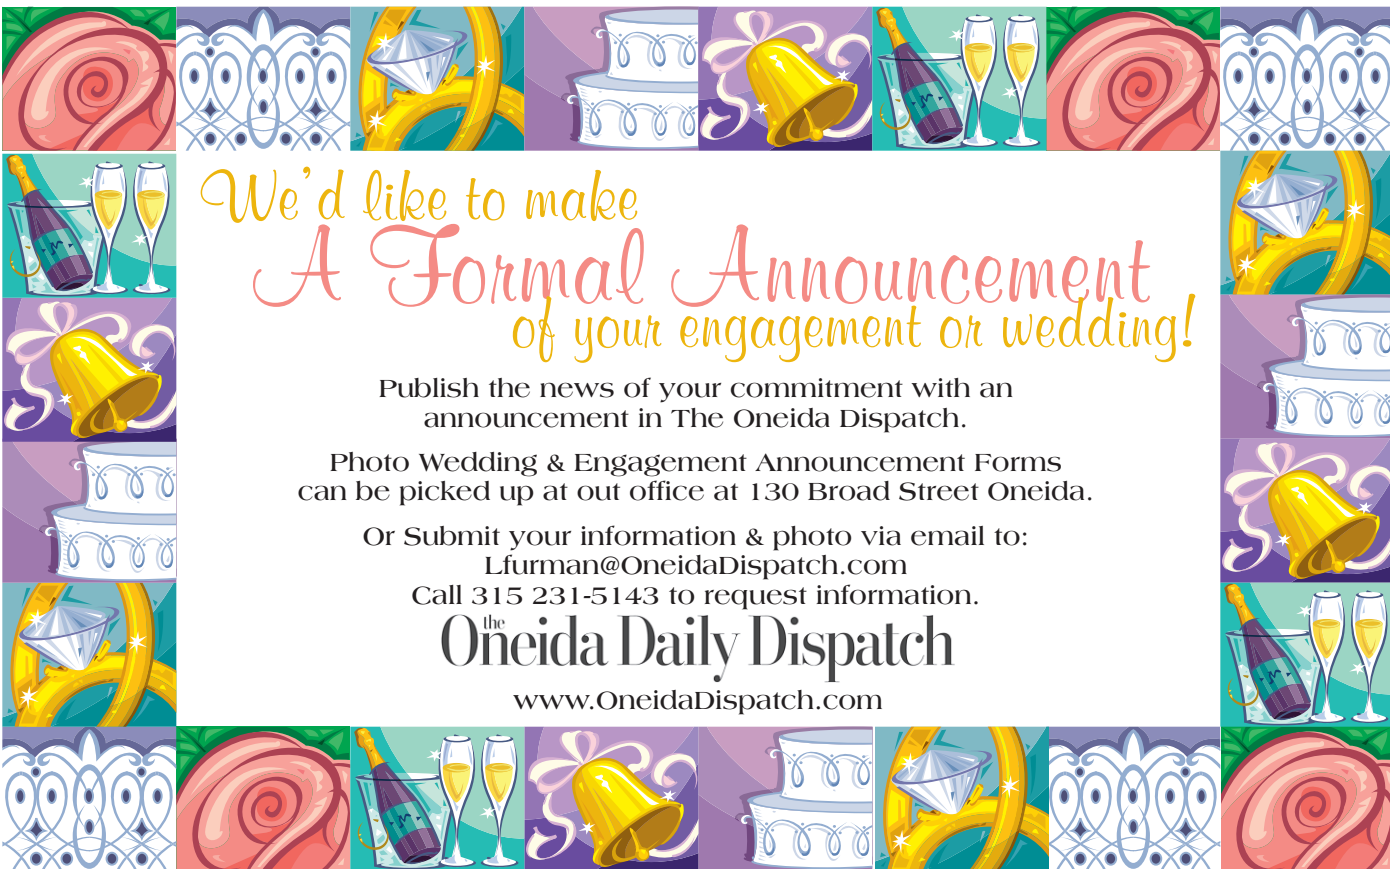 We'd like to make
A Formal Announcement
of your engagement or wedding!
Publish the news of your commitment with an
announcement in The Oneida Dispatch.
Photo Wedding & Engagement Announcement Forms
can be picked up at out office at 130 Broad Street Oneida.
Or Submit your information & photo via email to:
Lfurman@OneidaDispatch.com
Call 315 231-5143 to request information.
the Oneida Daily Dispatch
www.OneidaDispatch.com